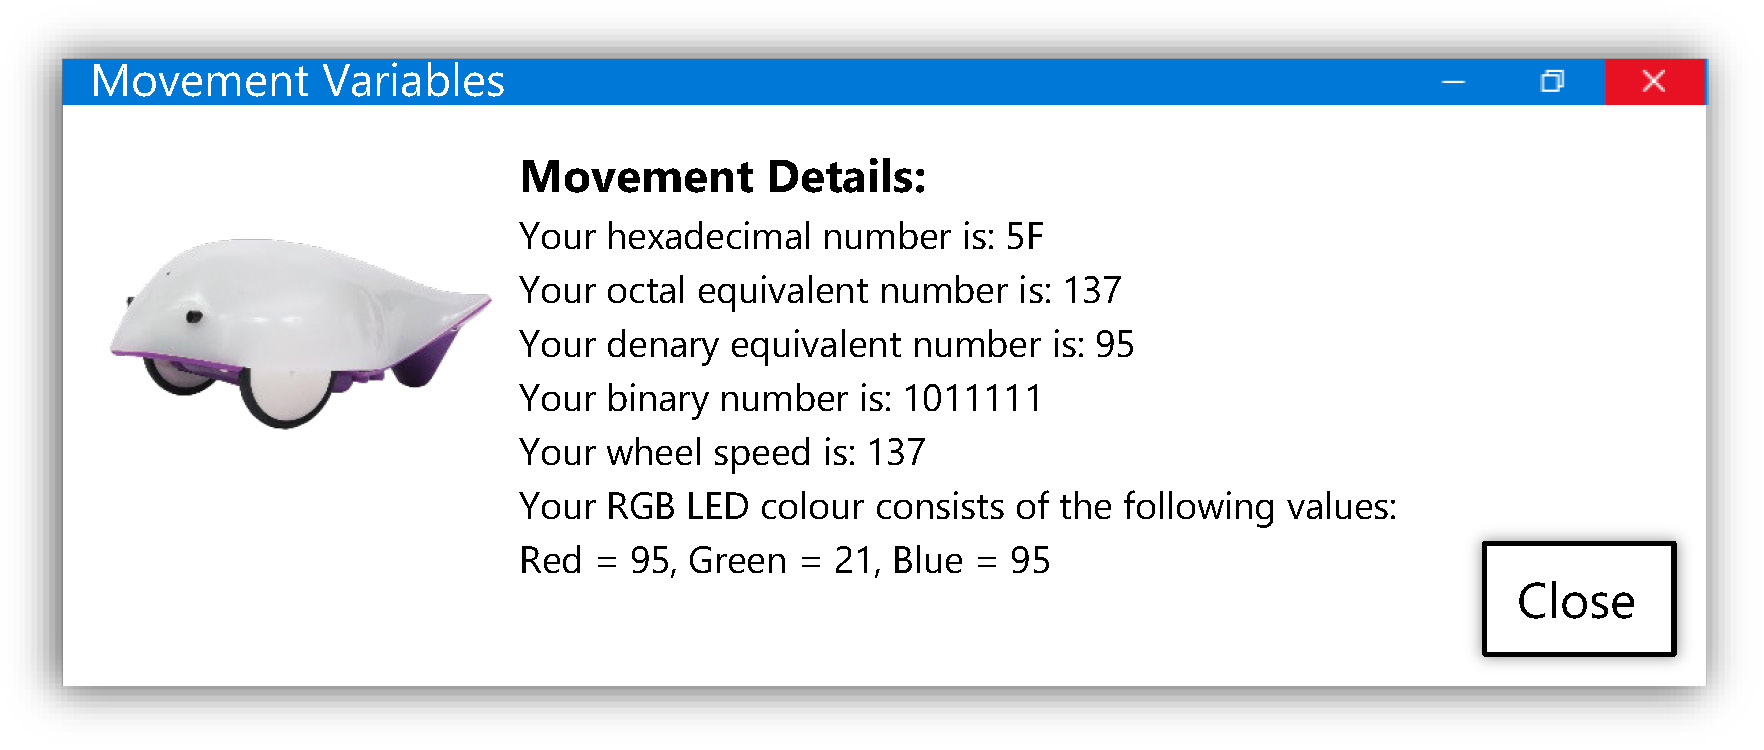 Movement Variables
Movement Details:
Your hexadecimal number is: 5F
Your octal equivalent number is: 137
Your denary equivalent number is: 95
Your binary number is: 1011111
Your wheel speed is: 137
Your RGB LED colour consists of the following values:
Red = 95, Green = 21, Blue = 95
Close